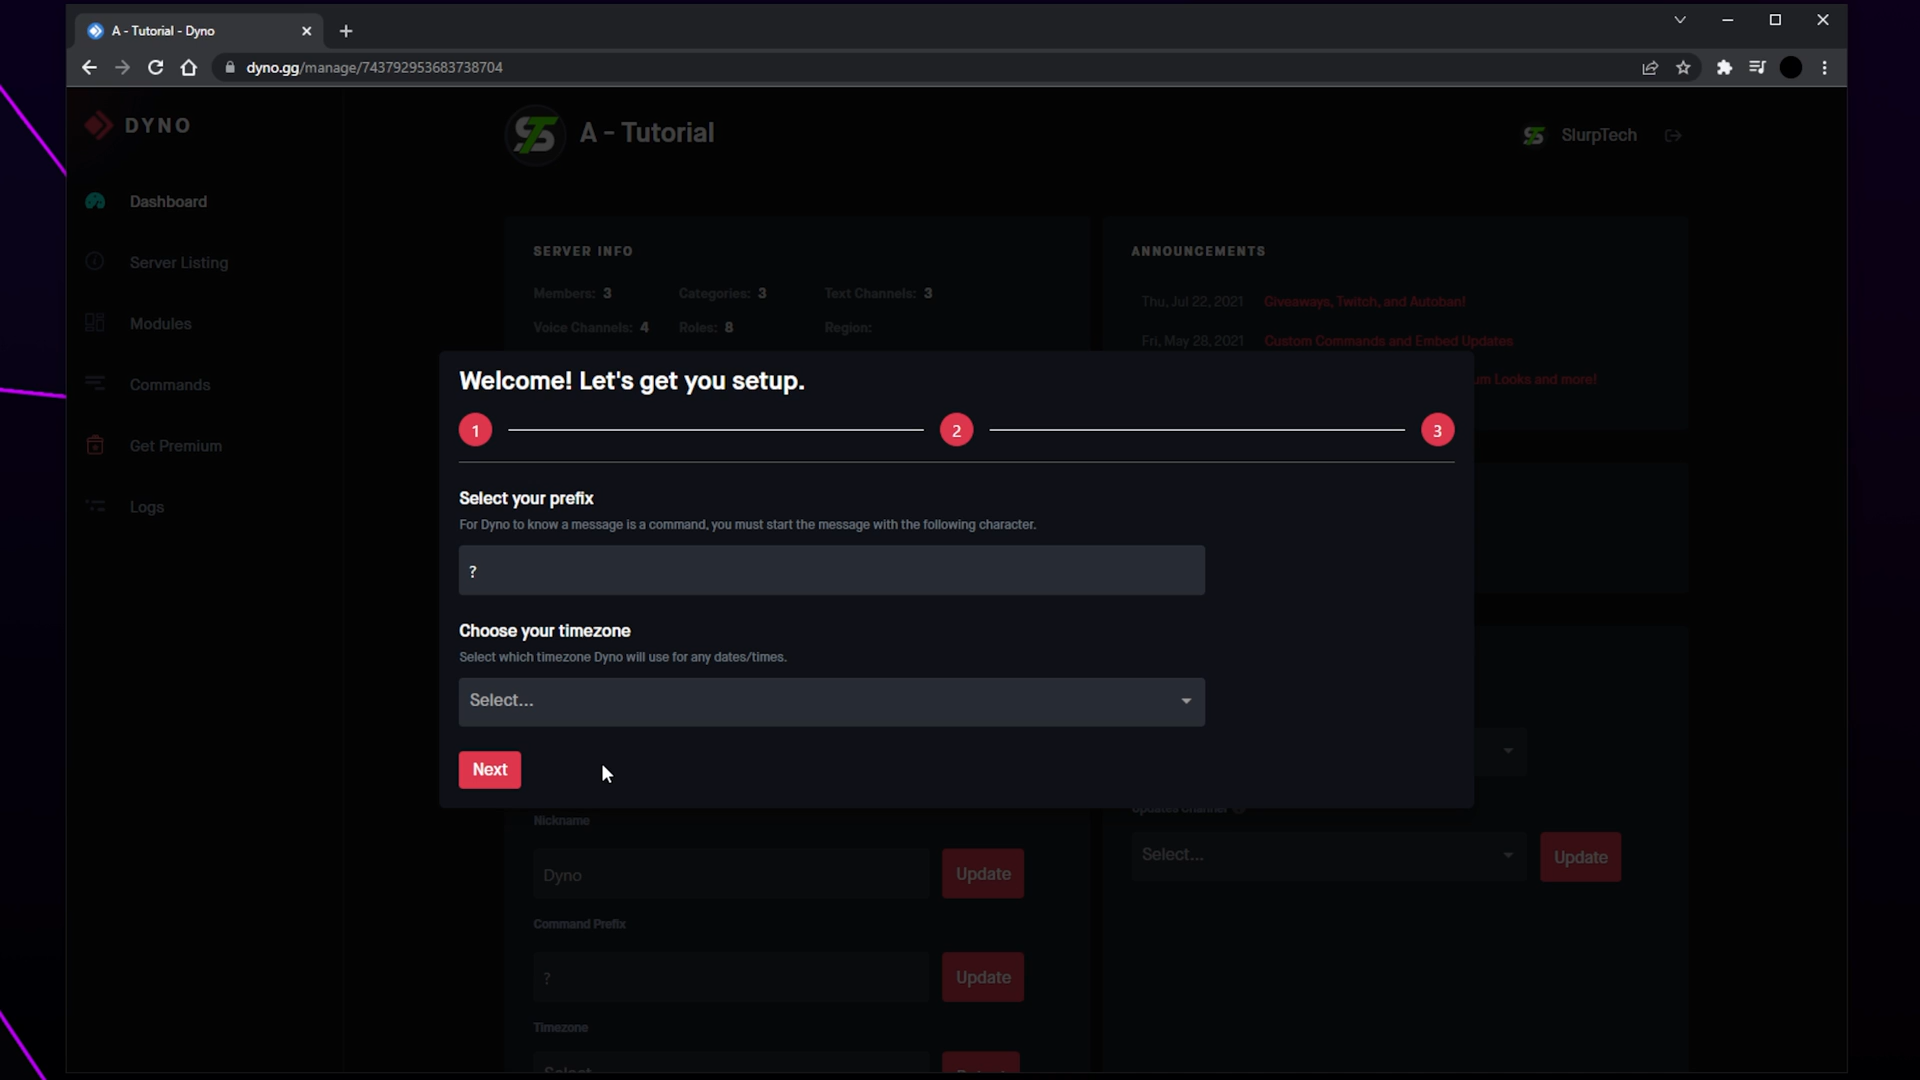 A - Tutorial - Dyno
dyno.gg/manage/743792953683738704
DYNO
A - Tutorial
SlurpTech
Dashboard
Server Listing
Modules
Commands
Get Premium
Logs
SERVER INFO
Members: 3 Categories: 3 Text Channels: 3
Voice Channels: 4 Roles: 8 Region:
ANNOUNCEMENTS
Thu, Jul 22, 2021 Giveaways, Twitch, and Autoban!
Fri, May 28, 2021 Custom Commands and Embed Updates
Looks and more!
Welcome! Let's get you setup.
1 2 3
Select your prefix
For Dyno to know a message is a command, you must start the message with the following character.
?
Choose your timezone
Select which timezone Dyno will use for any dates/times.
Select...
Next
Nickname
Dyno Update
Command Prefix
? Update
Timezone
Updates Channel
Select... Update